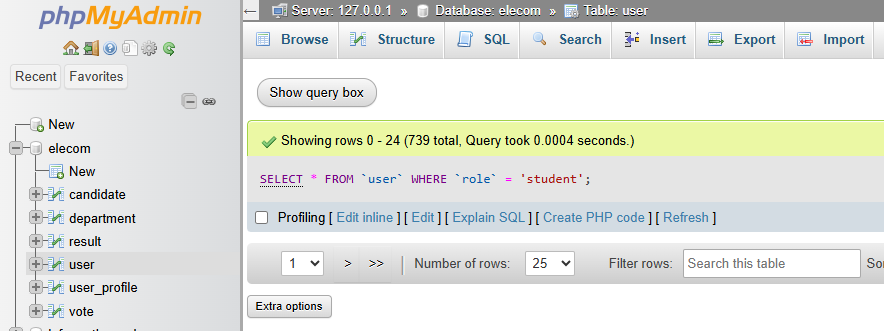 phpMyAdmin
Recent Favorites
New
elecom
New
candidate
department
result
user
user_profile
vote
Server: 127.0.0.1 » Database: elecom » Table: user
Browse Structure SQL Search Insert Export Import
Show query box
Showing rows 0 - 24 (739 total, Query took 0.0004 seconds.)
SELECT * FROM `user` WHERE `role` = 'student';
Profiling [ Edit inline ] [ Edit ] [ Explain SQL ] [ Create PHP code ] [ Refresh ]
1 > >> Number of rows: 25 Filter rows: Search this table
Extra options